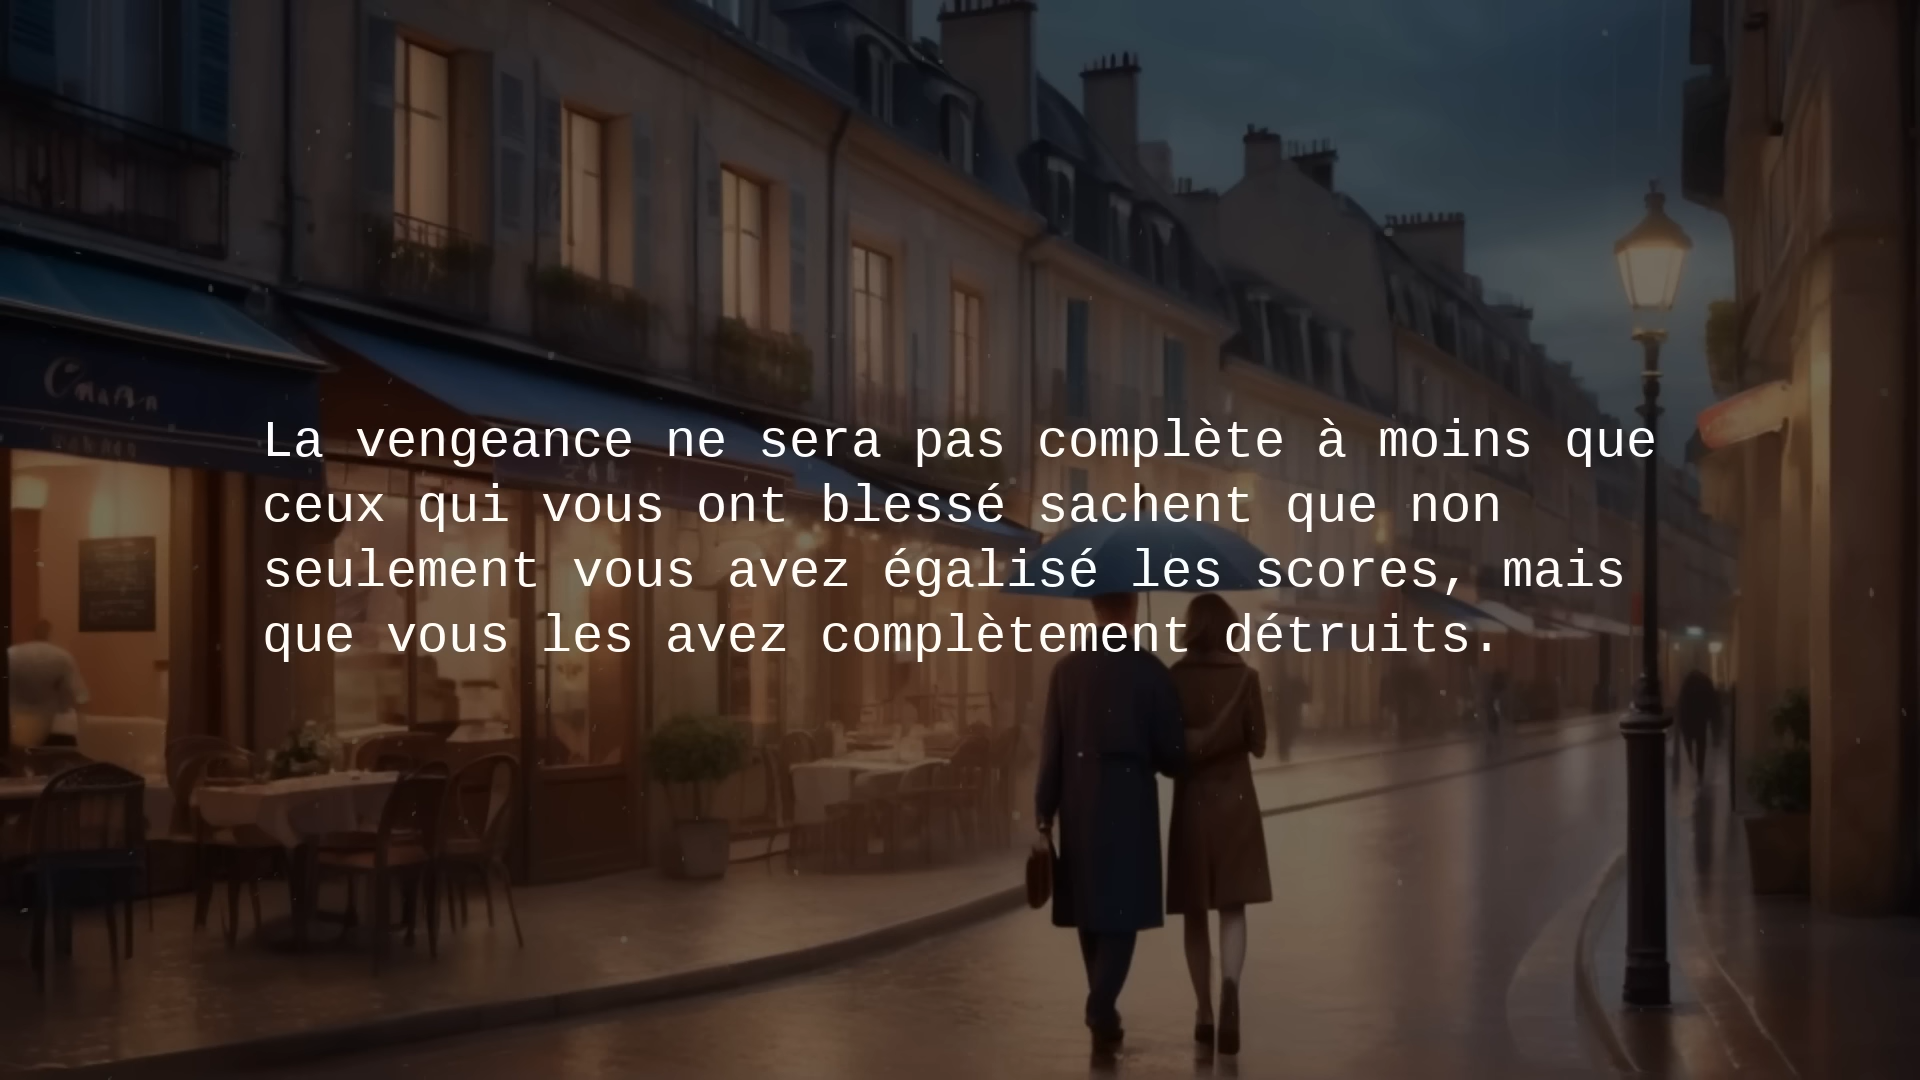 La vengeance ne sera pas complète à moins que
ceux qui vous ont blessé sachent que non
seulement vous avez égalisé les scores, mais
que vous les avez complètement détruits.